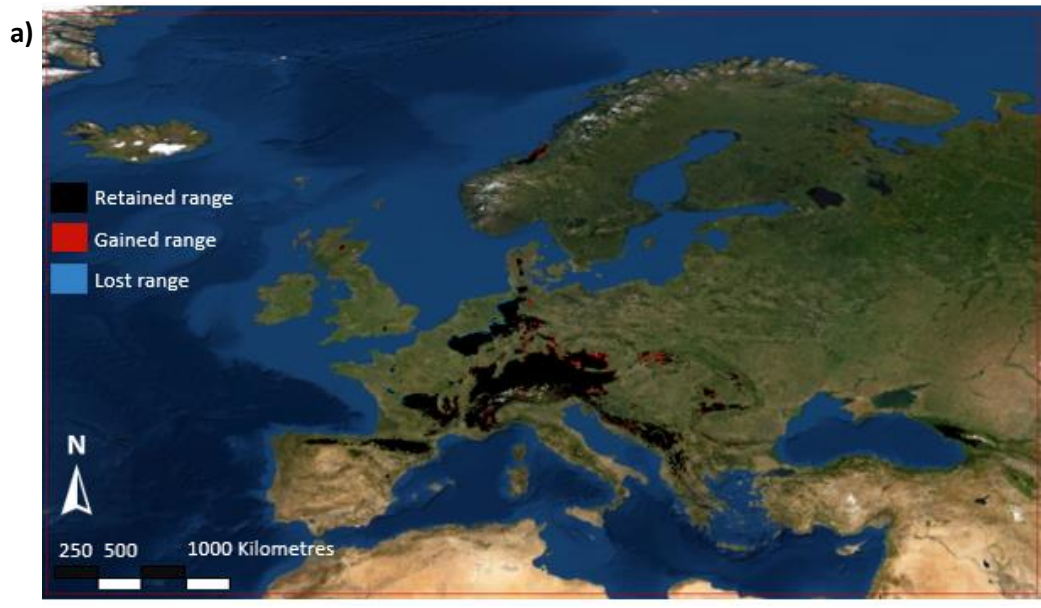 a)
Retained range
Gained range
Lost range
N
250 500 1000 Kilometres